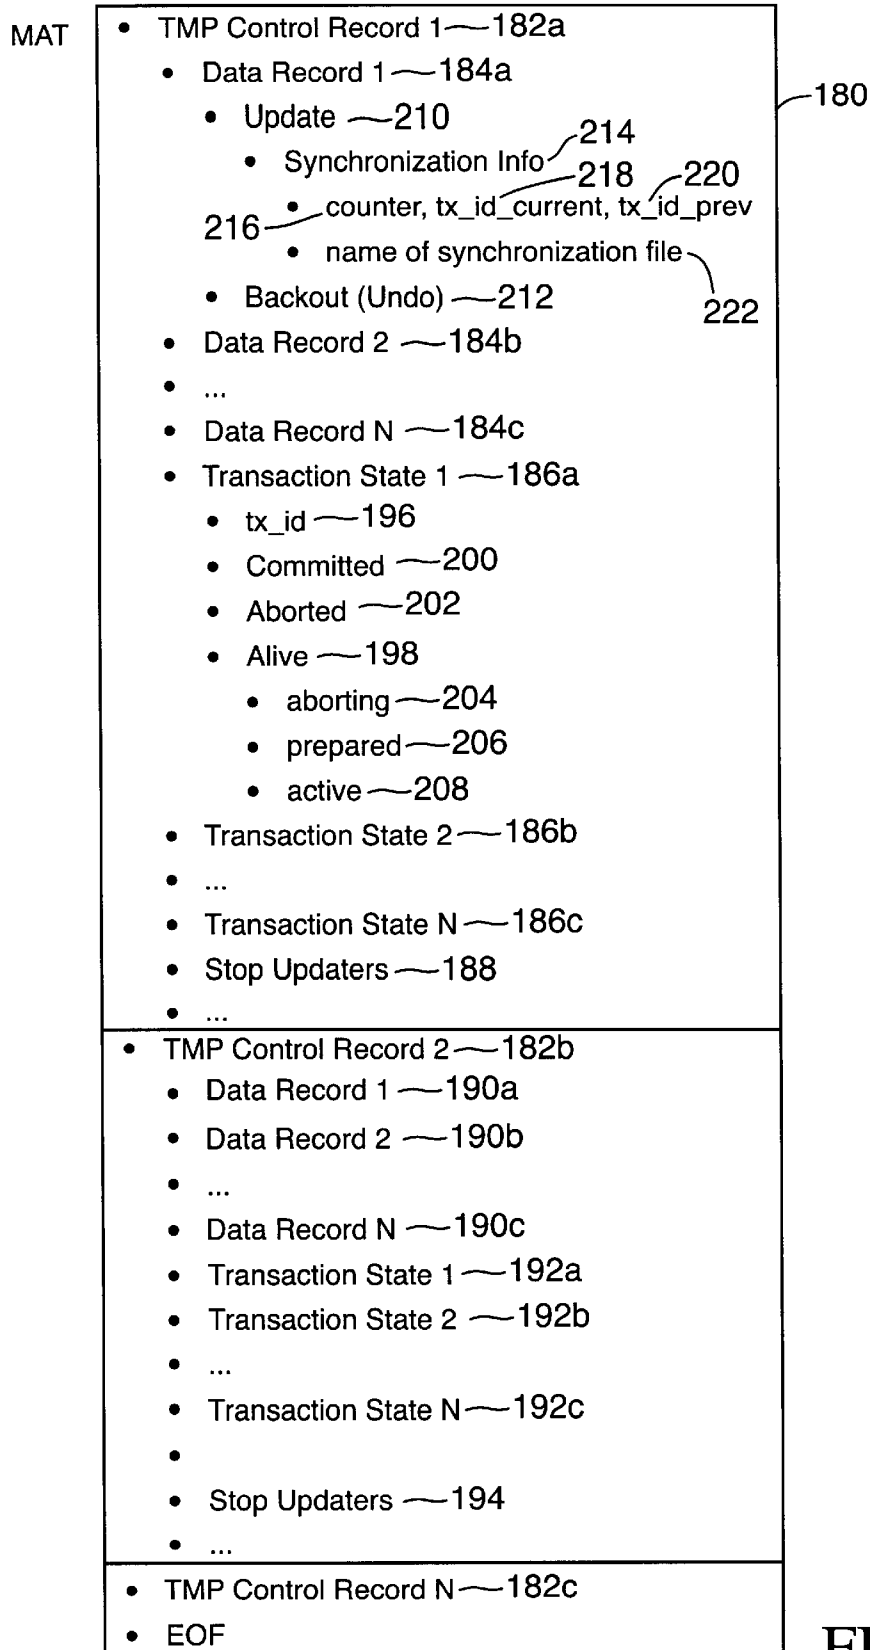 MAT
• TMP Control Record 1 182a
180
• Data Record 1 184a
• Update 210
214
• Synchronization Info
218 220
• counter, tx_id_current, tx_id_prev
216
• name of synchronization file
222
• Backout (Undo) 212
• Data Record 2 184b
• ...
• Data Record N 184c
• Transaction State 1 186a
• tx_id 196
• Committed 200
• Aborted 202
• Alive 198
• aborting 204
• prepared 206
• active 208
• Transaction State 2 186b
• ...
• Transaction State N 186c
• Stop Updaters 188
• ...
• TMP Control Record 2 182b
• Data Record 1 190a
• Data Record 2 190b
• ...
• Data Record N 190c
• Transaction State 1 192a
• Transaction State 2 192b
• ...
• Transaction State N 192c
•
• Stop Updaters 194
• ...
• TMP Control Record N 182c
• EOF